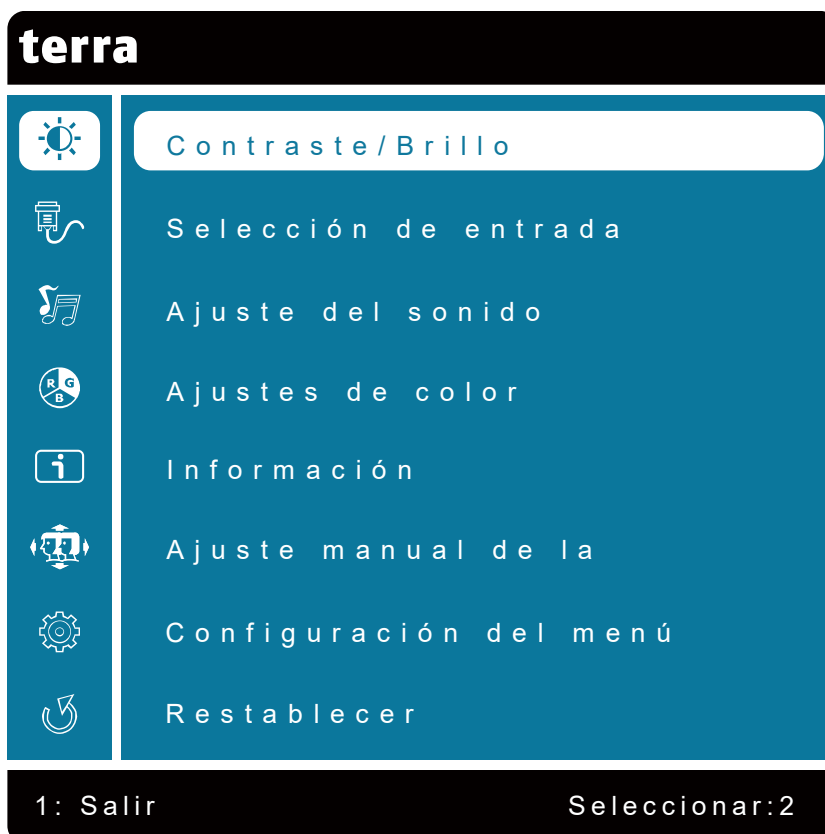 terra
Contraste/Brillo
Selección de entrada
Ajuste del sonido
R G
B
Ajustes de color
i
Información
Ajuste manual de la
Configuración del menú
Restablecer
1: Salir Seleccionar:2